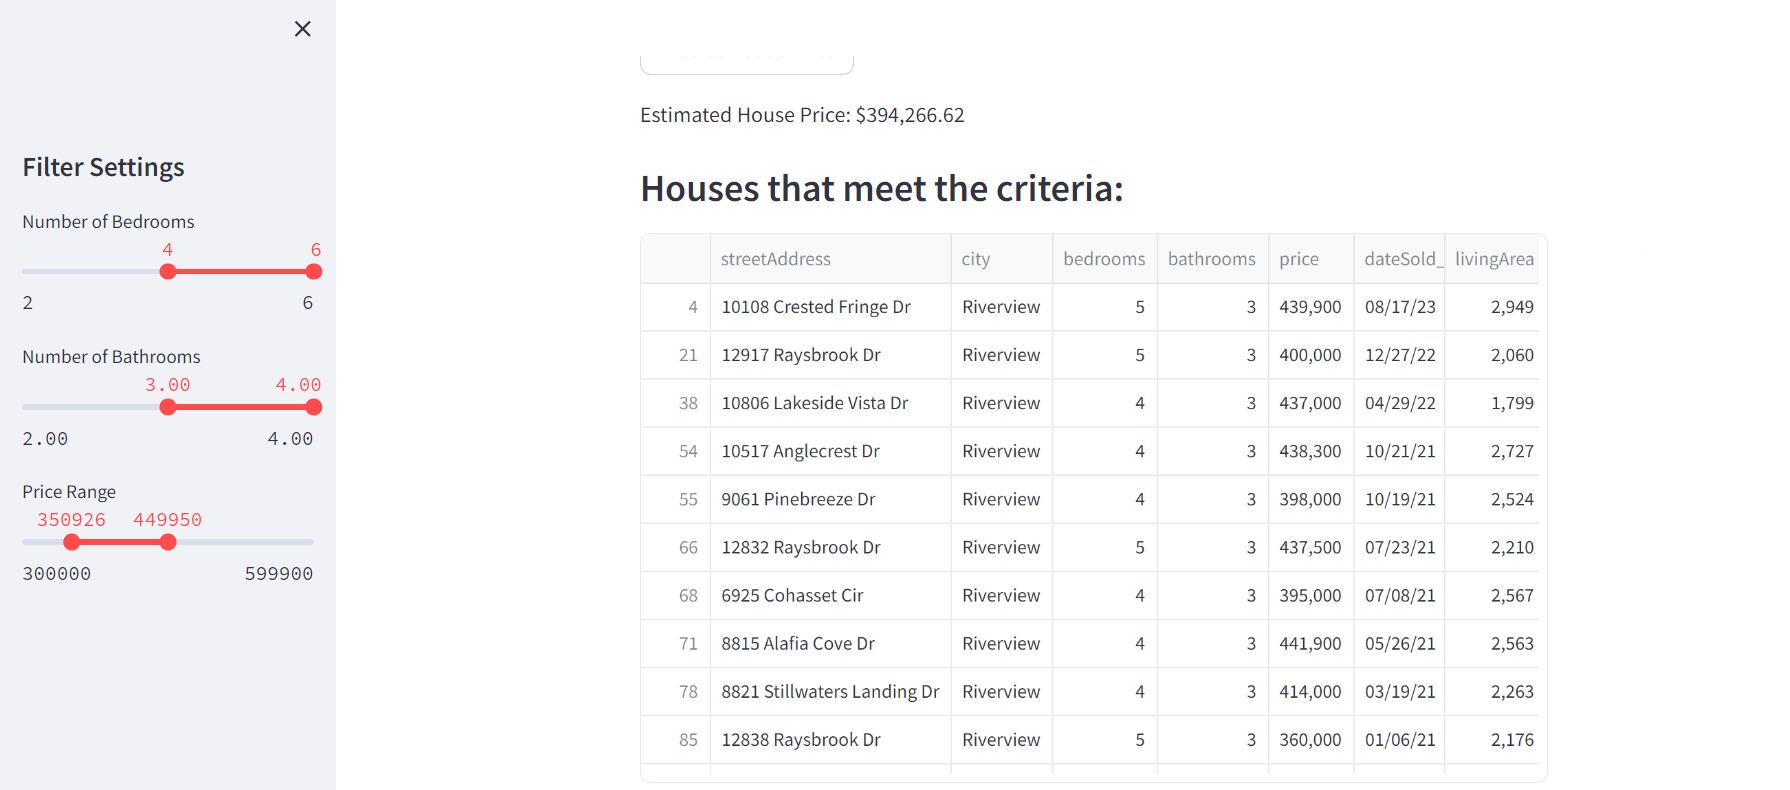 Filter Settings
Number of Bedrooms
4 6
2 6
Number of Bathrooms
3.00 4.00
2.00 4.00
Price Range
350926 449950
300000 599900
Estimated House Price: $394,266.62
Houses that meet the criteria:
streetAddress city bedrooms bathrooms price dateSold_ livingArea
4 10108 Crested Fringe Dr Riverview 5 3 439,900 08/17/23 2,949
21 12917 Raysbrook Dr Riverview 5 3 400,000 12/27/22 2,060
38 10806 Lakeside Vista Dr Riverview 4 3 437,000 04/29/22 1,799
54 10517 Anglecrest Dr Riverview 4 3 438,300 10/21/21 2,727
55 9061 Pinebreeze Dr Riverview 4 3 398,000 10/19/21 2,524
66 12832 Raysbrook Dr Riverview 5 3 437,500 07/23/21 2,210
68 6925 Cohasset Cir Riverview 4 3 395,000 07/08/21 2,567
71 8815 Alafia Cove Dr Riverview 4 3 441,900 05/26/21 2,563
78 8821 Stillwaters Landing Dr Riverview 4 3 414,000 03/19/21 2,263
85 12838 Raysbrook Dr Riverview 5 3 360,000 01/06/21 2,176